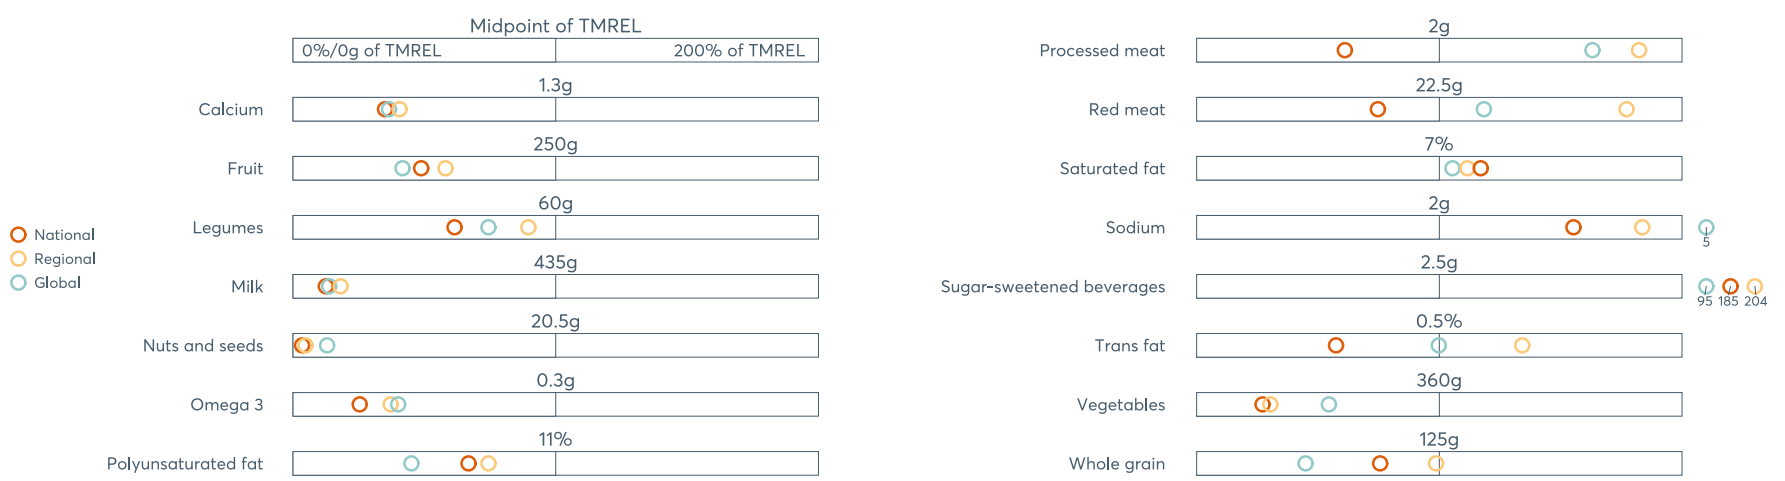 Midpoint of TMREL
0%/0g of TMREL 200% of TMREL
1.3g
Calcium
250g
Fruit
60g
Legumes
435g
Milk
20.5g
Nuts and seeds
0.3g
Omega 3
11%
Polyunsaturated fat
National
Regional
Global
2g
Processed meat
22.5g
Red meat
7%
Saturated fat
2g
Sodium
5
2.5g
Sugar-sweetened beverages
95 185 204
0.5%
Trans fat
360g
Vegetables
125g
Whole grain